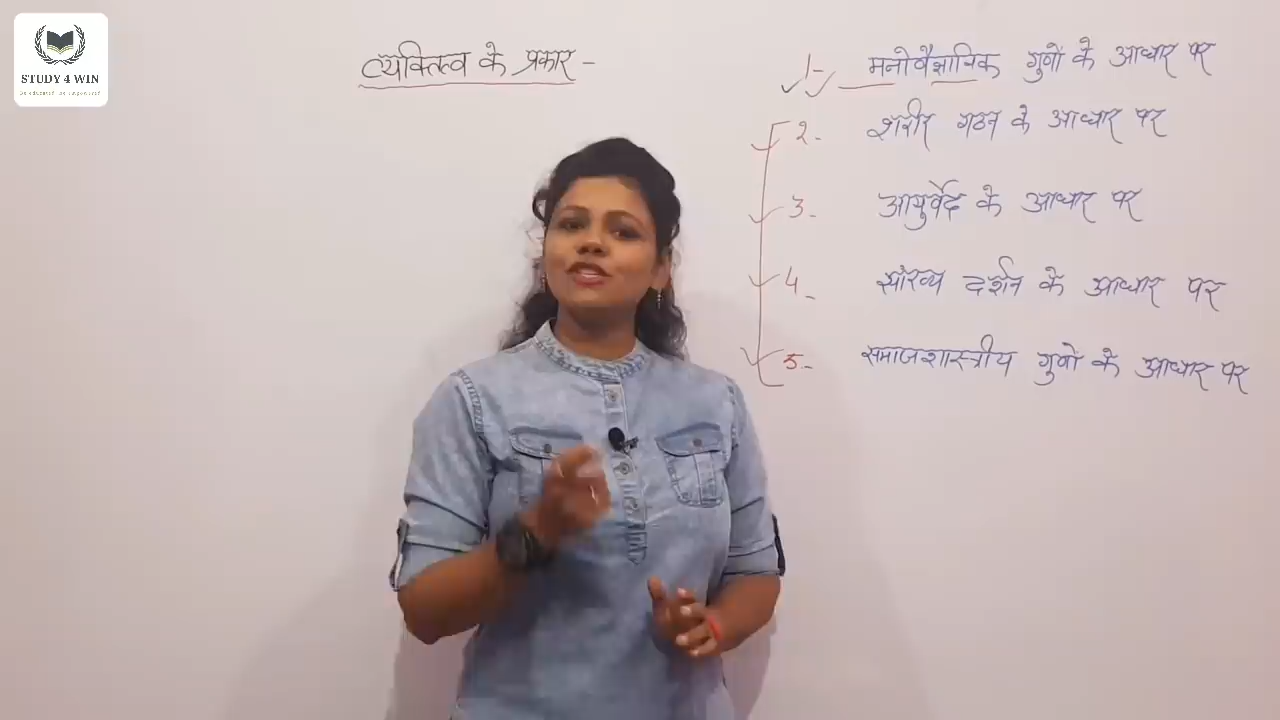 STUDY 4 WIN
व्यक्तित्व के प्रकार -
1- मनोवैज्ञानिक गुणों के आधार पर
2- शरीर गठन के आधार पर
3- आयुर्वेद के आधार पर
4- सांख्य दर्शन के आधार पर
5- समाजशास्त्रीय गुणों के आधार पर